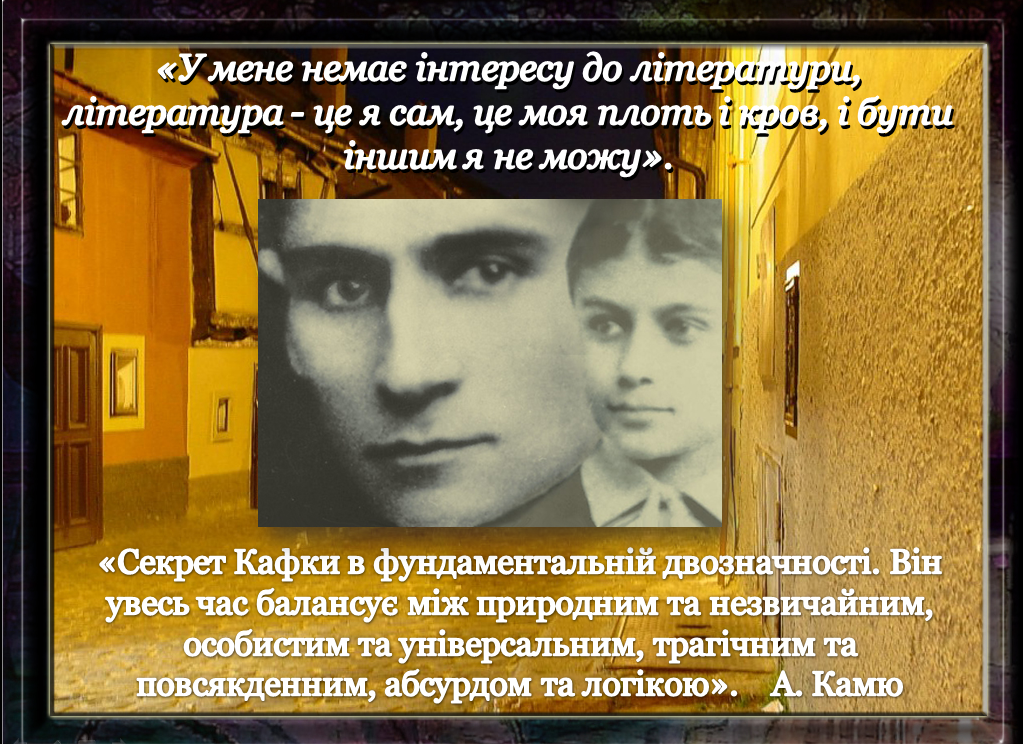 «У мене немає інтересу до літератури,
література - це я сам, це моя плоть і кров, і бути
іншим я не можу».
«Секрет Кафки в фундаментальній двозначності. Він
увесь час балансує між природним та незвичайним,
особистим та універсальним, трагічним та
повсякденним, абсурдом та логікою».    А. Камю